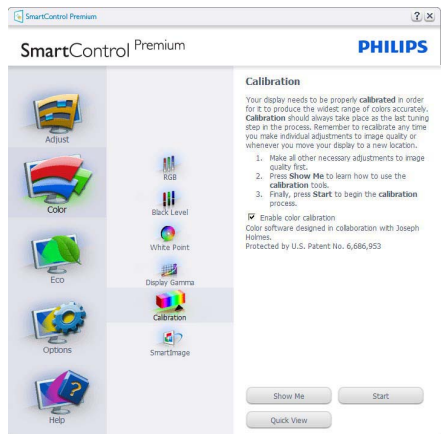 SmartControl Premium
SmartControl Premium
PHILIPS
Adjust
Color
Eco
Options
Help
RGB
Black Level
White Point
Display Gamma
Calibration
SmartImage
Calibration
Your display needs to be properly calibrated in order
for it to produce the widest range of colors accurately.
Calibration should always take place as the last tuning
step in the process. Remember to recalibrate any time
you make individual adjustments to image quality or
whenever you move your display to a new location.
1. Make all other necessary adjustments to image
quality first.
2. Press Show Me to learn how to use the
calibration tools.
3. Finally, press Start to begin the calibration
process.
Enable color calibration
Color software designed in collaboration with Joseph
Holmes.
Protected by U.S. Patent No. 6,686,953
Show Me
Start
Quick View